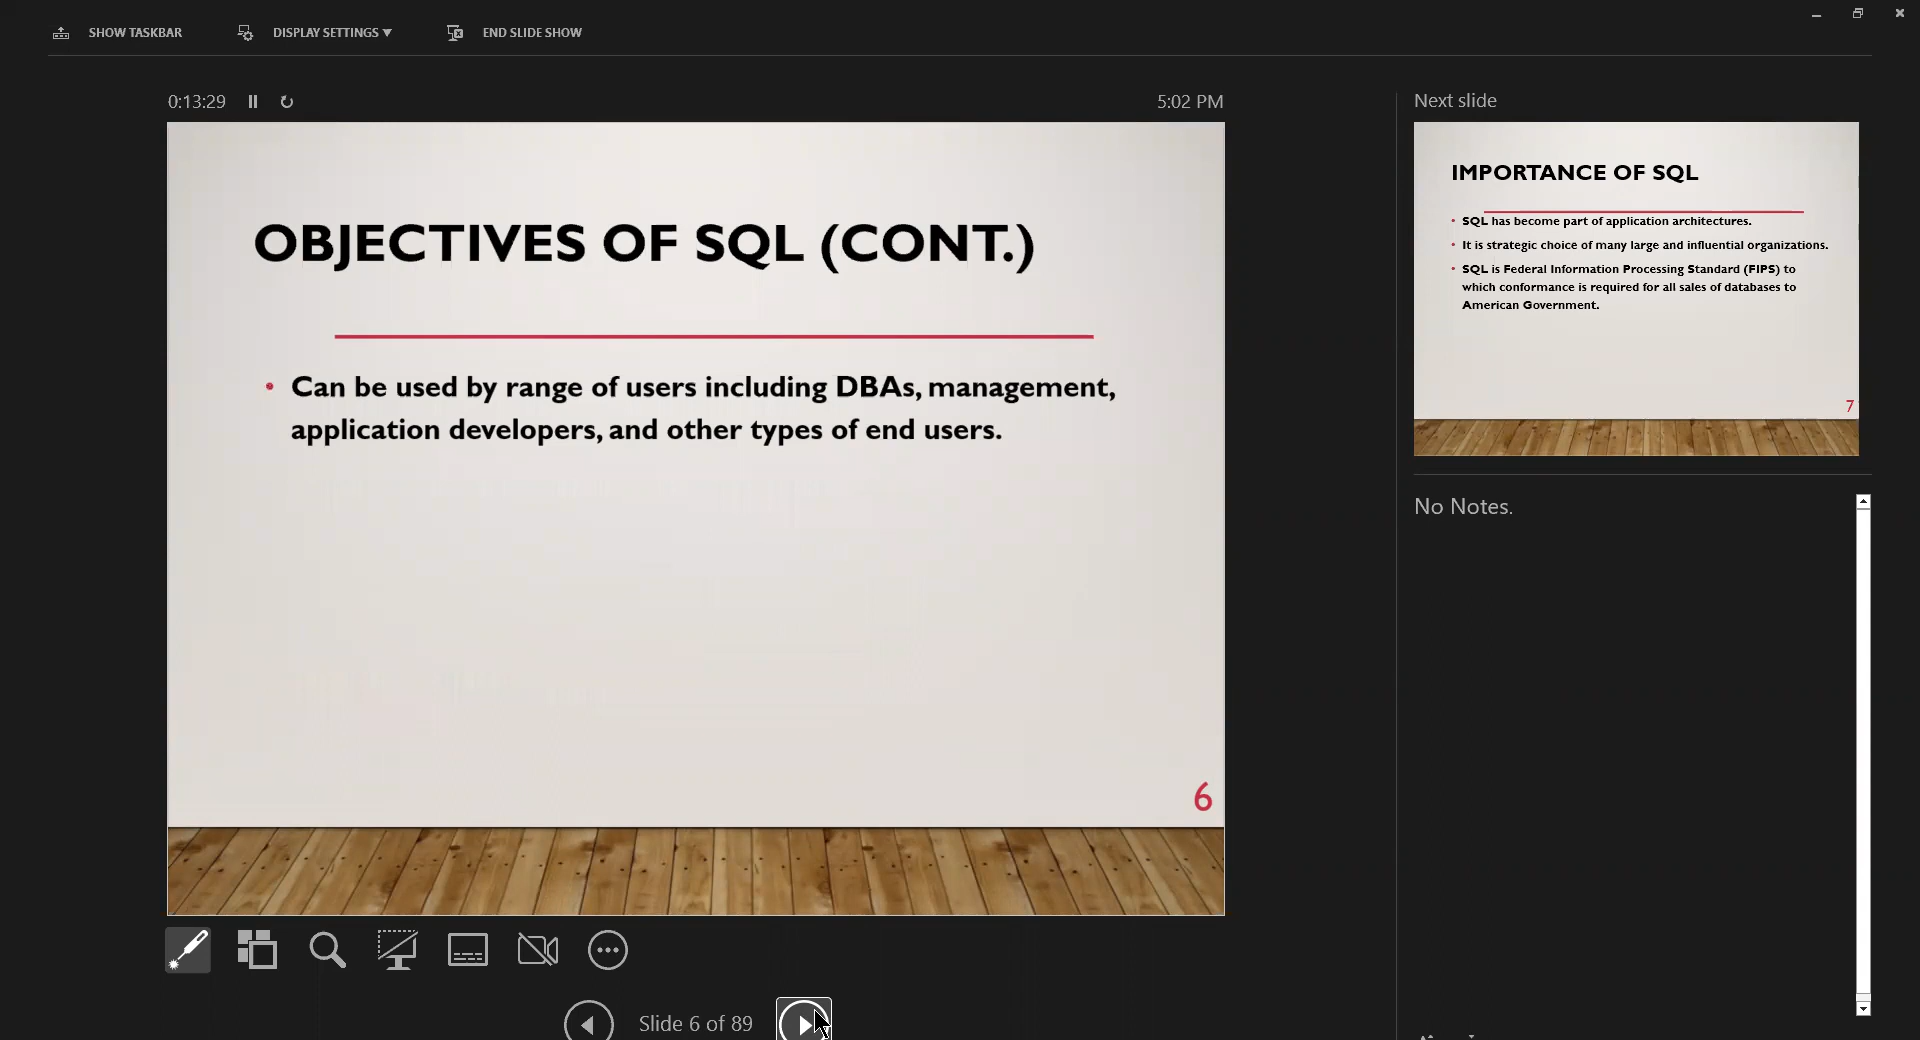 SHOW TASKBAR
DISPLAY SETTINGS ▼
END SLIDE SHOW
0:13:29
5:02 PM
OBJECTIVES OF SQL (CONT.)
• Can be used by range of users including DBAs, management,
application developers, and other types of end users.
6
Slide 6 of 89
Next slide
IMPORTANCE OF SQL
• SQL has become part of application architectures.
• It is strategic choice of many large and influential organizations.
• SQL is Federal Information Processing Standard (FIPS) to
which conformance is required for all sales of databases to
American Government.
7
No Notes.